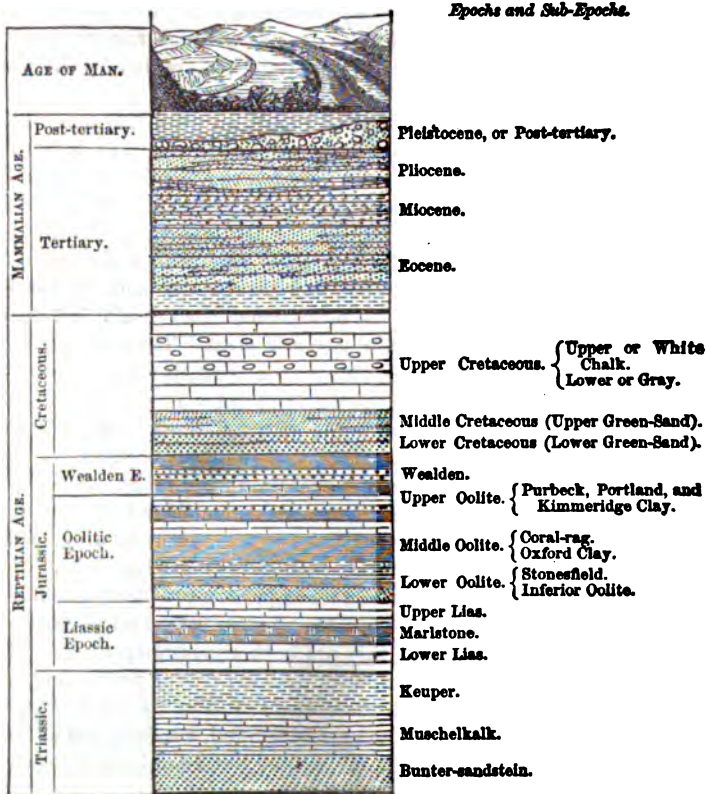 Epochs and Sub-Epochs.
AGE OF MAN.
MAMMALIAN AGE.
Post-tertiary.
Pleistocene, or Post-tertiary.
Pliocene.
Miocene.
Tertiary.
Eocene.
REPTILIAN AGE.
Cretaceous.
Upper Cretaceous.
Upper or White
Chalk.
Lower or Gray.
Middle Cretaceous (Upper Green-Sand).
Lower Cretaceous (Lower Green-Sand).
Jurassic.
Wealden E.
Wealden.
Oolitic
Epoch.
Upper Oolite.
Purbeck, Portland, and
Kimmeridge Clay.
Middle Oolite.
Coral-rag.
Oxford Clay.
Lower Oolite.
Stonesfield.
Inferior Oolite.
Liassic
Epoch.
Upper Lias.
Marlstone.
Lower Lias.
Triassic.
Keuper.
Muschelkalk.
Bunter-sandstein.